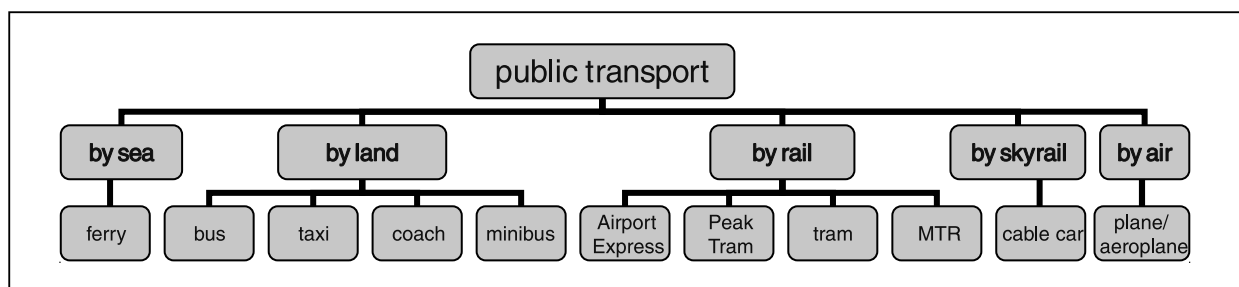 public transport
by sea
by land
by rail
by skyrail
by air
ferry
bus
taxi
coach
minibus
Airport
Express
Peak
Tram
tram
MTR
cable car
plane/
aeroplane